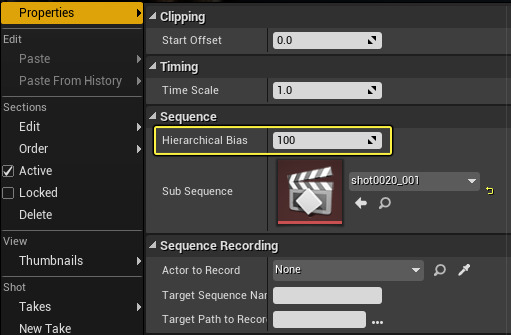 Properties
Edit
Paste
Paste From History
Sections
Edit
Order
Active
Locked
Delete
View
Thumbnails
Shot
Takes
New Take
Clipping
Start Offset 0.0
Timing
Time Scale 1.0
Sequence
Hierarchical Bias 100
Sub Sequence shot0020_001
Sequence Recording
Actor to Record None
Target Sequence Nar
Target Path to Recor ...